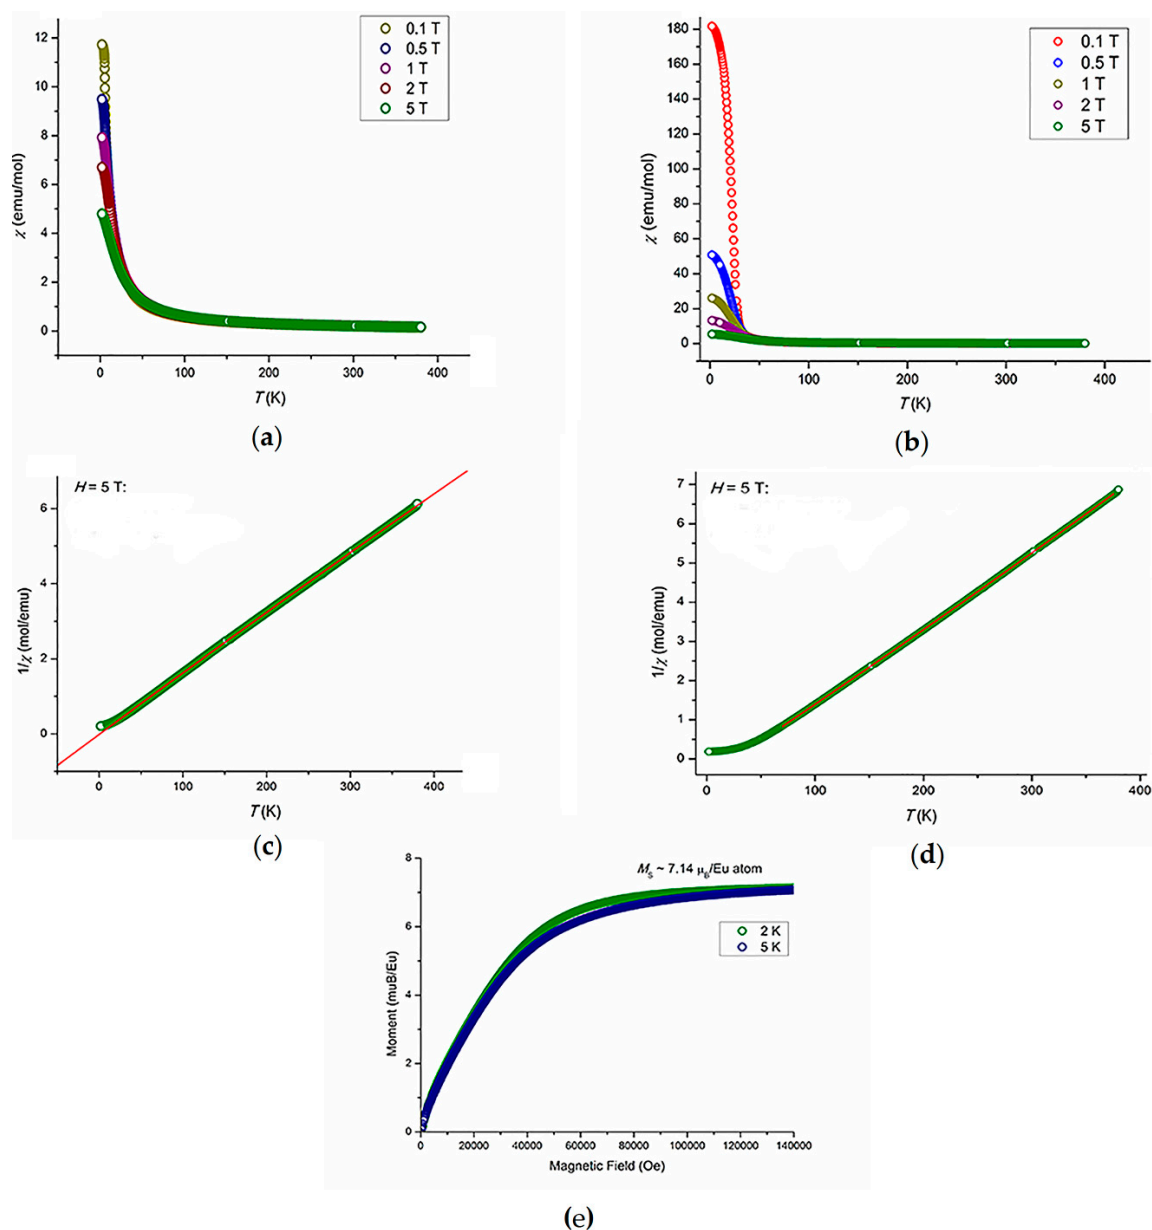 0.1 T
0.5 T
1 T
2 T
5 T
12
10
8
6
4
2
0
χ (emu/mol)
0 100 200 300 400
T (K)
(a)
0.1 T
0.5 T
1 T
2 T
5 T
180
160
140
120
100
80
60
40
20
0
χ (emu/mol)
0 100 200 300 400
T (K)
(b)
H = 5 T:
6
4
2
0
1/χ (mol/emu)
0 100 200 300 400
T (K)
(c)
H = 5 T:
7
6
5
4
3
2
1
0
1/χ (mol/emu)
0 100 200 300 400
T (K)
(d)
Ms ~ 7.14 μB/Eu atom
2 K
5 K
8
6
4
2
0
Moment (muB/Eu)
0 20000 40000 60000 80000 100000 120000 140000
Magnetic Field (Oe)
(e)